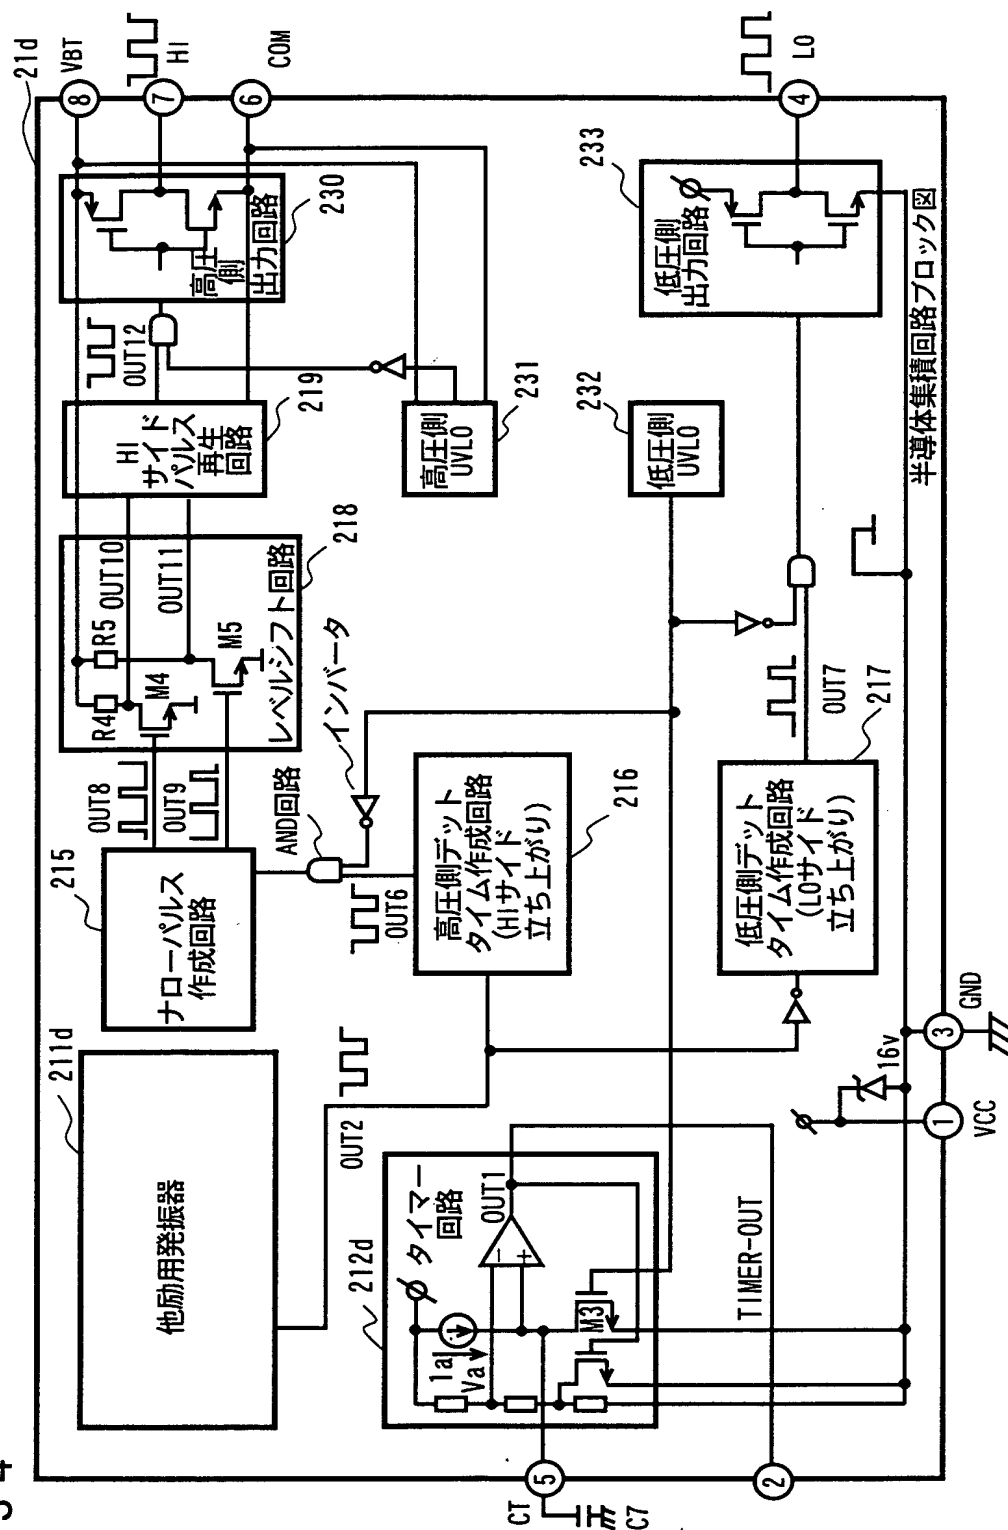 21d
8
VBT
7
HI
6
COM
4
LO
高圧側
出力回路
230
OUT12
HI
サイド
パルス
再生
回路
219
高圧側
UVLO
231
低圧側
UVLO
232
低圧側
出力回路
233
R4
R5
OUT10
OUT11
M4
M5
レベルシフト回路
218
OUT8
OUT9
ナローパルス
作成回路
215
AND回路
インバータ
OUT6
高圧側デット
タイム作成回路
(HIサイド
立ち上がり)
216
低圧側デット
タイム作成回路
(LOサイド
立ち上がり)
217
OUT7
他励用発振器
211d
OUT2
タイマー
回路
212d
Ia
Va
−
+
OUT1
M3
TIMER-OUT
5
CT
C7
2
1
VCC
16v
3
GND
半導体集積回路ブロック図